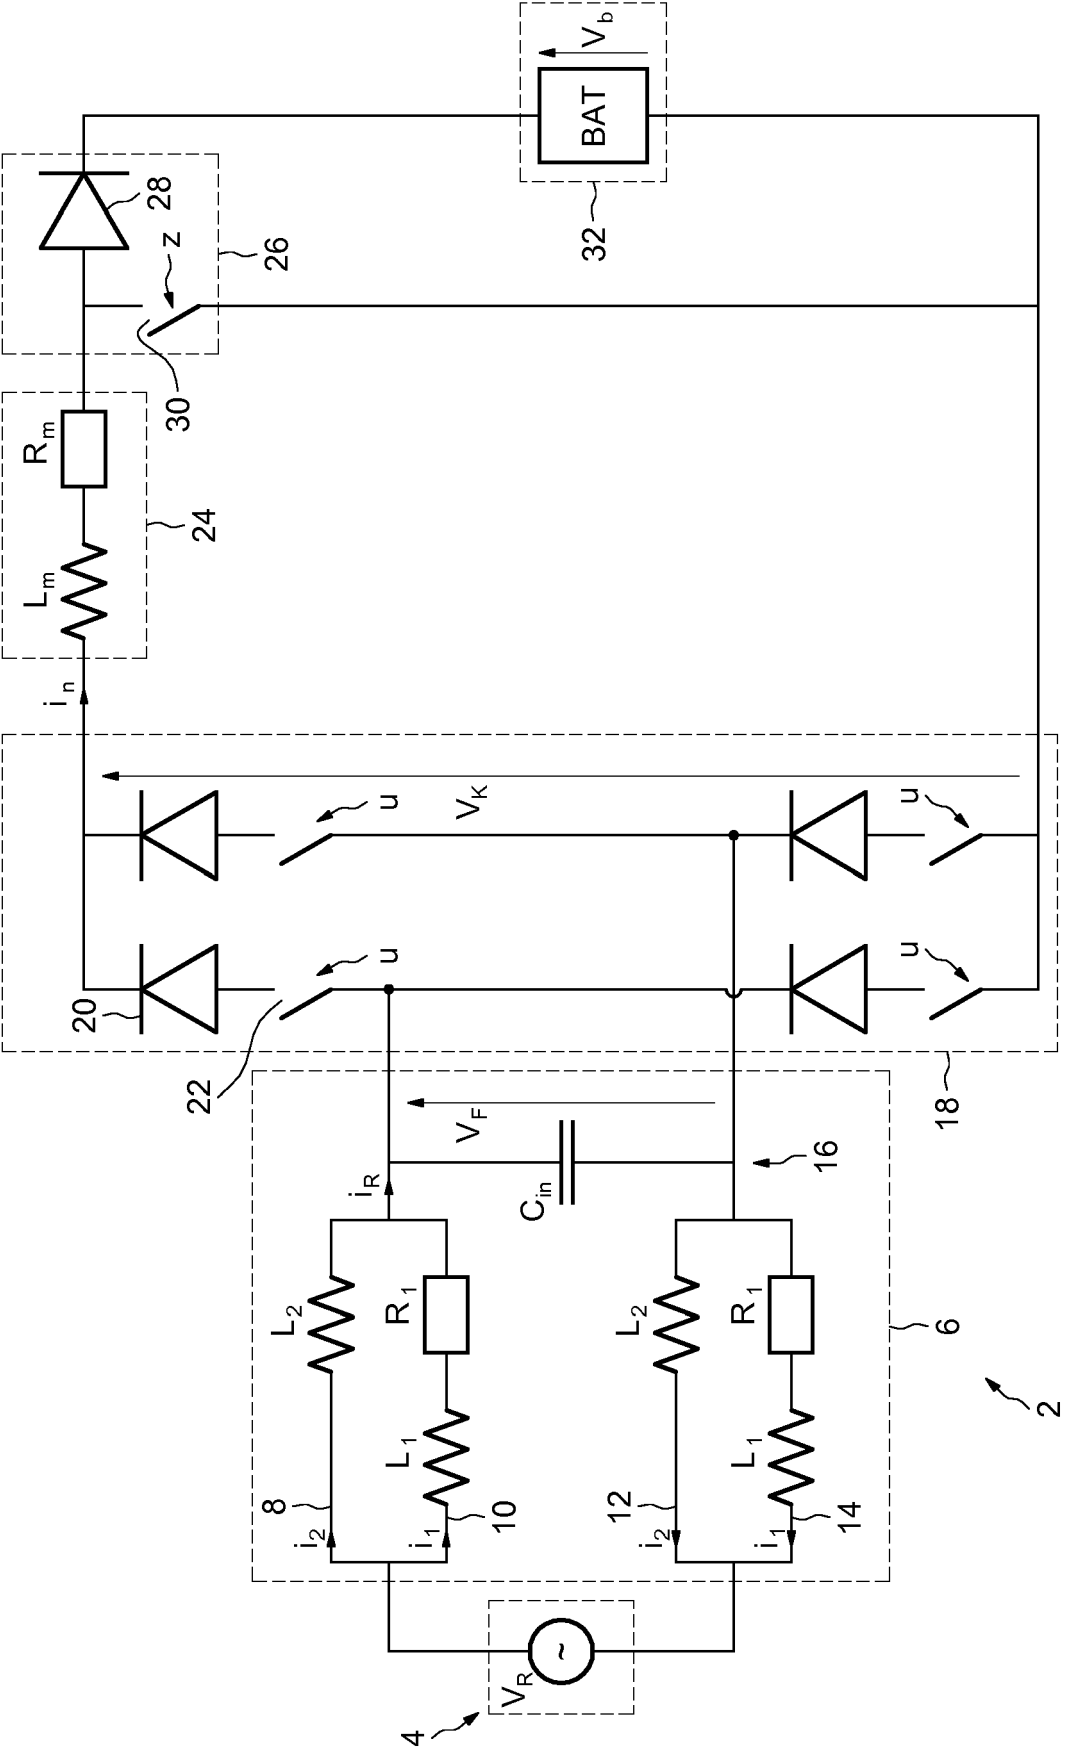 V_b
BAT
32
28
z
26
30
R_m
L_m
24
i_n
V_K
u
u
u
u
20
22
18
V_F
i_R
C_in
16
L_2
R_1
L_1
8
i_2
10
i_1
L_2
R_1
L_1
12
i_2
14
i_1
6
2
V_R
~
4